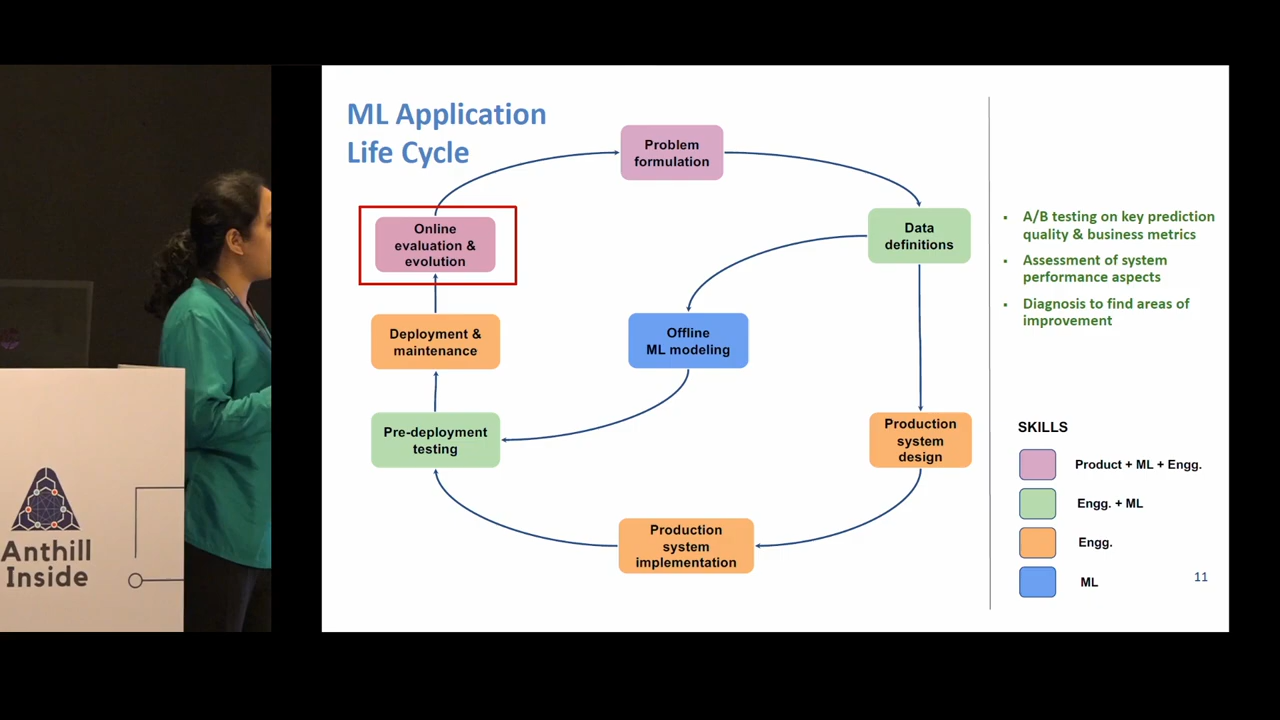 ML Application
Life Cycle
Problem
formulation
Online
evaluation &
evolution
Data
definitions
Deployment &
maintenance
Offline
ML modeling
Pre-deployment
testing
Production
system
design
Production
system
implementation
A/B testing on key prediction
quality & business metrics
Assessment of system
performance aspects
Diagnosis to find areas of
improvement
SKILLS
Product + ML + Engg.
Engg. + ML
Engg.
ML
11
Anthill
Inside